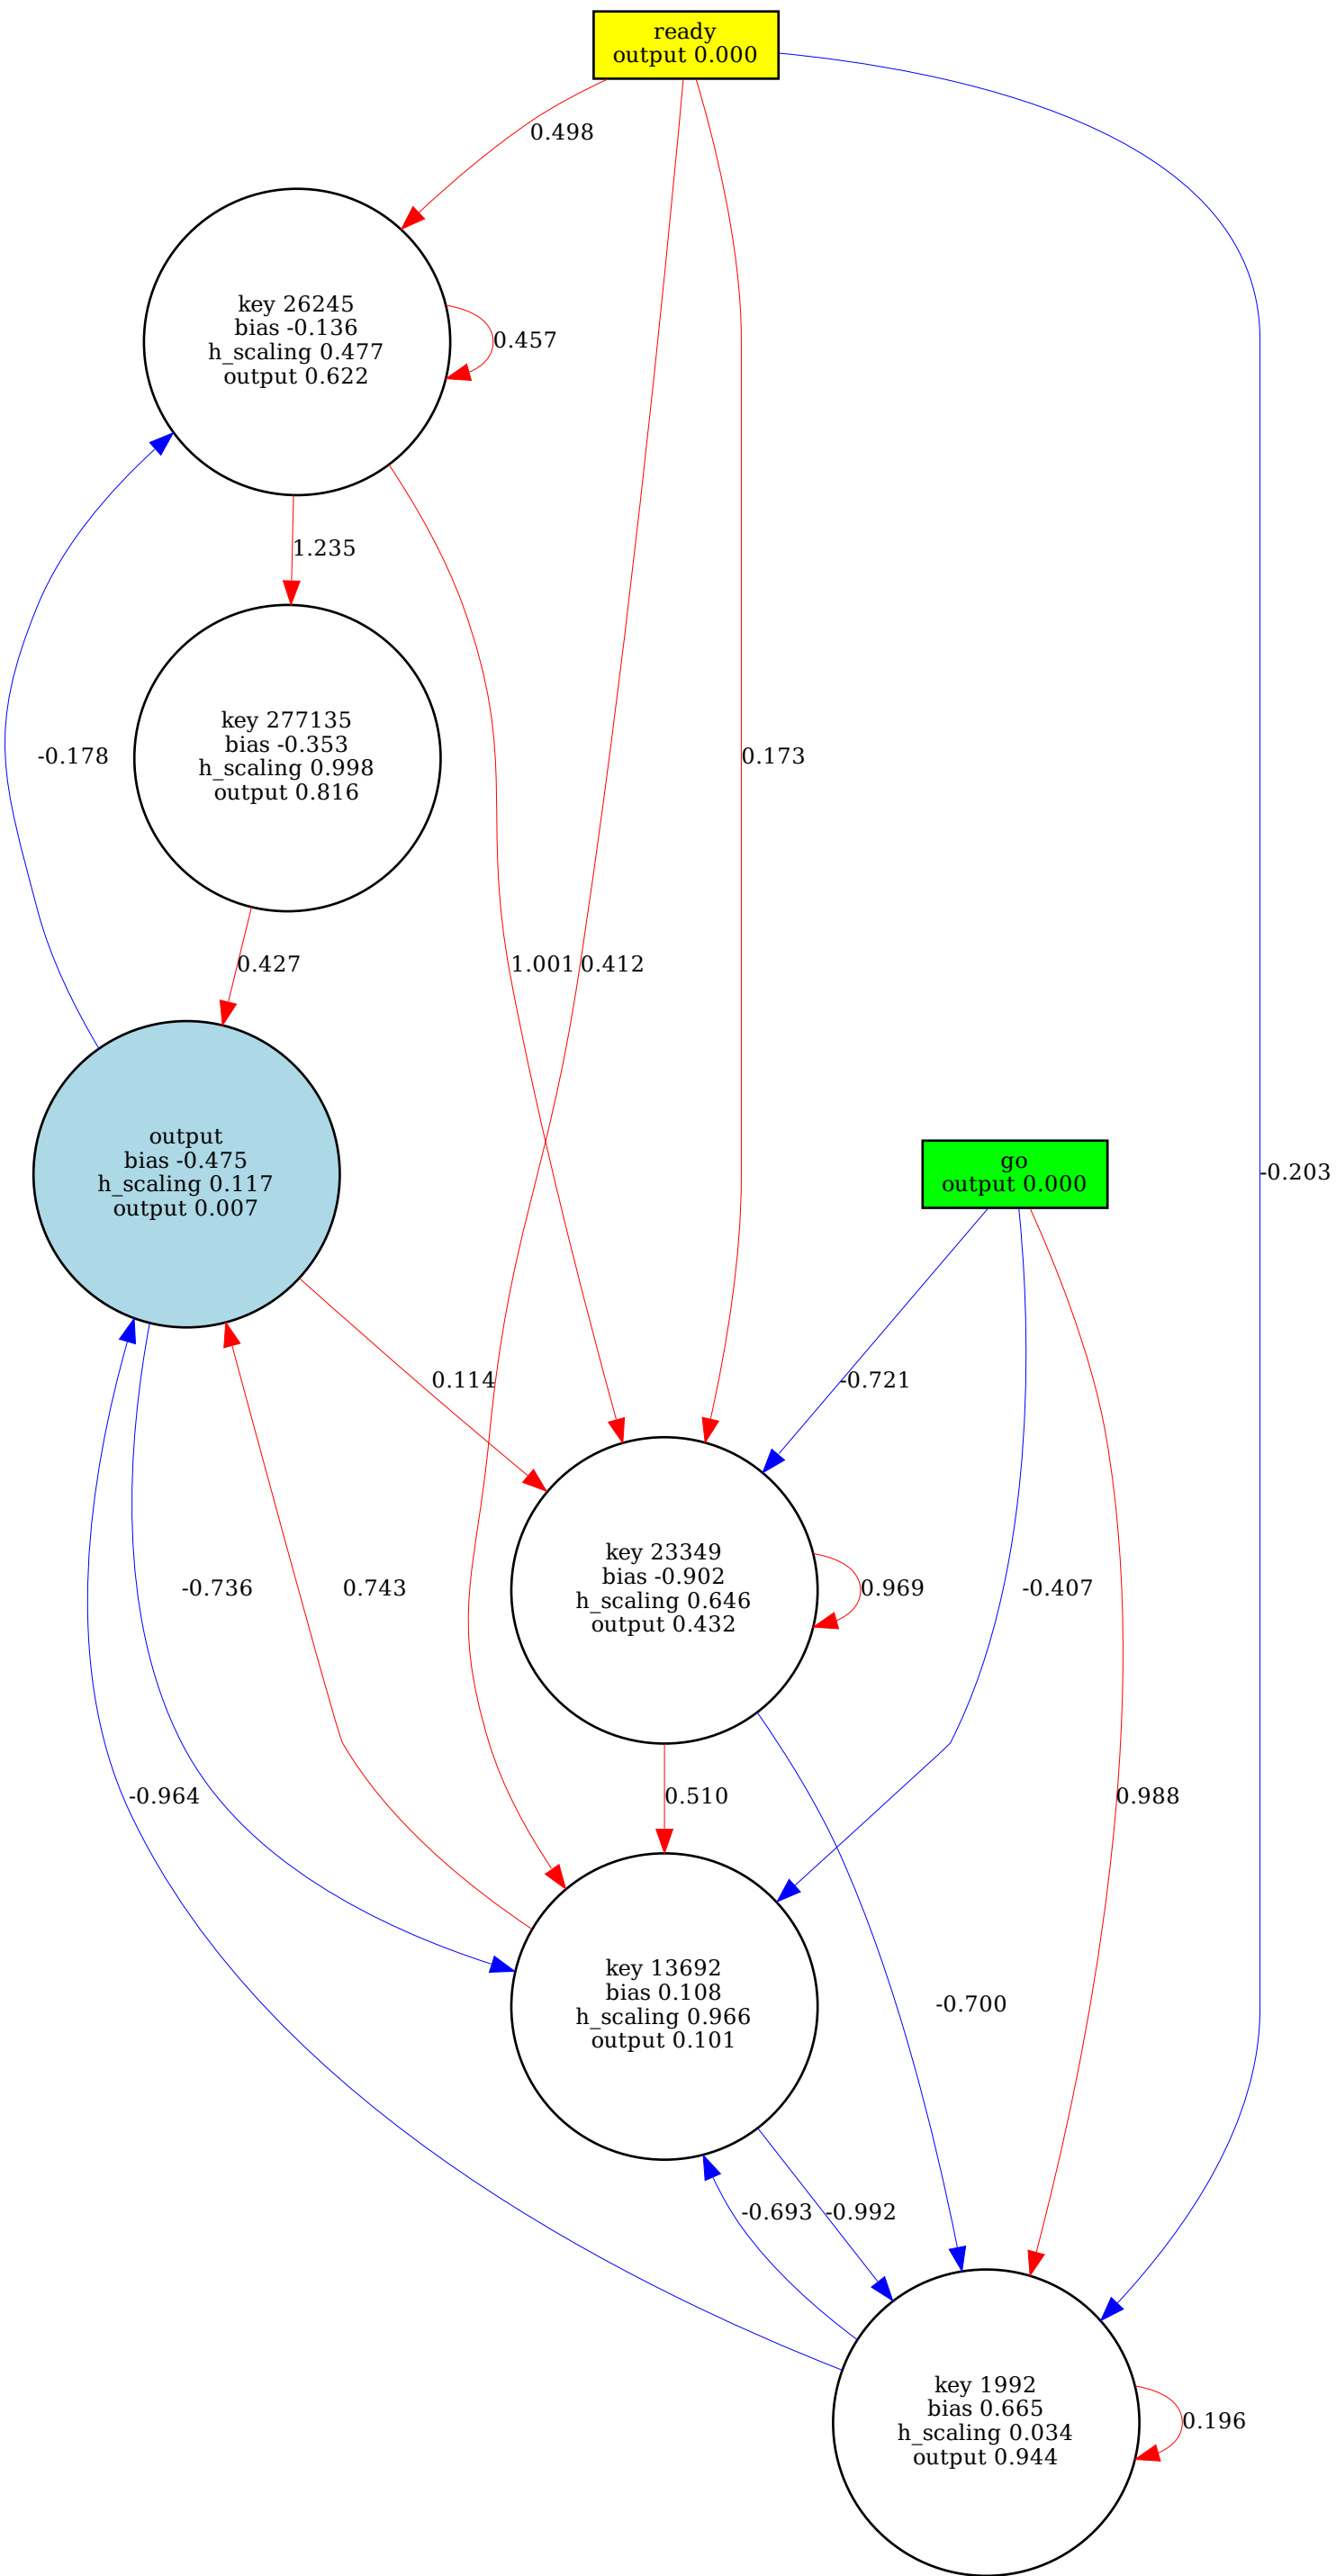 ready
output 0.000
0.498
key 26245
bias -0.136
h_scaling 0.477
output 0.622
0.457
1.235
key 277135
bias -0.353
h_scaling 0.998
output 0.816
-0.178
0.173
0.427
1.001
0.412
output
bias -0.475
h_scaling 0.117
output 0.007
go
output 0.000
-0.203
0.114
-0.721
key 23349
bias -0.902
h_scaling 0.646
output 0.432
0.969
-0.736
0.743
-0.407
-0.964
0.510
0.988
key 13692
bias 0.108
h_scaling 0.966
output 0.101
-0.700
-0.693
-0.992
key 1992
bias 0.665
h_scaling 0.034
output 0.944
0.196